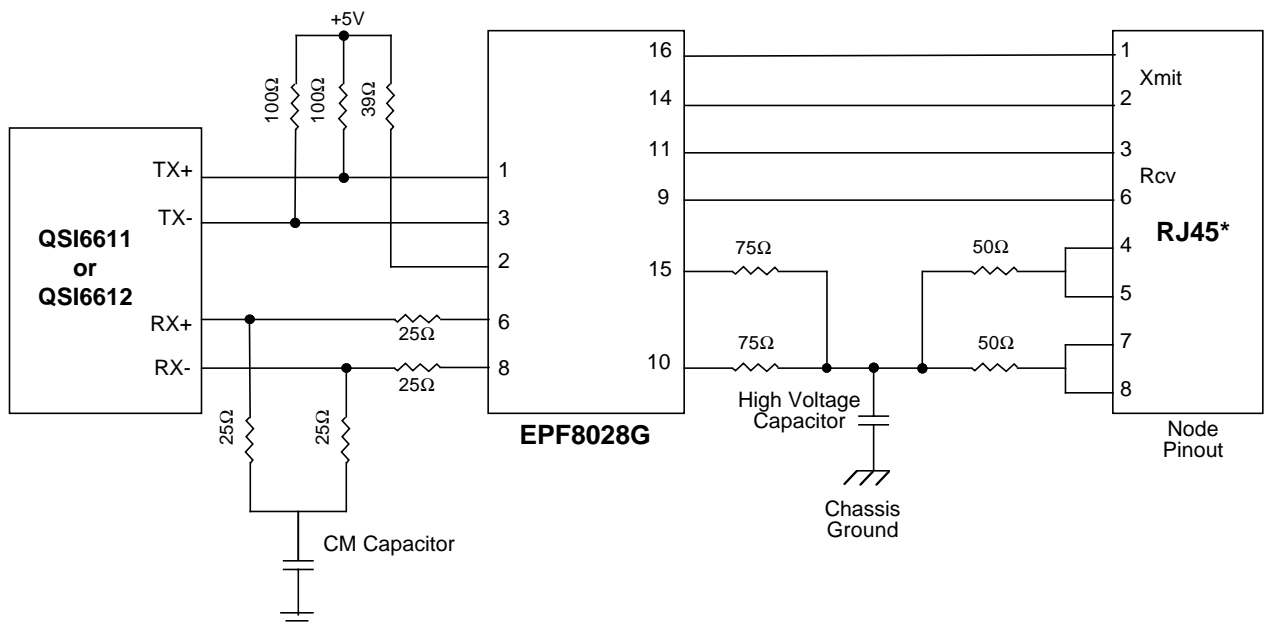 +5V
100Ω
100Ω
39Ω
QSI6611
or
QSI6612
TX+
TX-
RX+
RX-
25Ω
25Ω
25Ω
25Ω
CM Capacitor
1
3
2
6
8
16
14
11
9
15
10
EPF8028G
75Ω
75Ω
High Voltage
Capacitor
Chassis
Ground
50Ω
50Ω
1
Xmit
2
3
Rcv
6
RJ45*
4
5
7
8
Node
Pinout